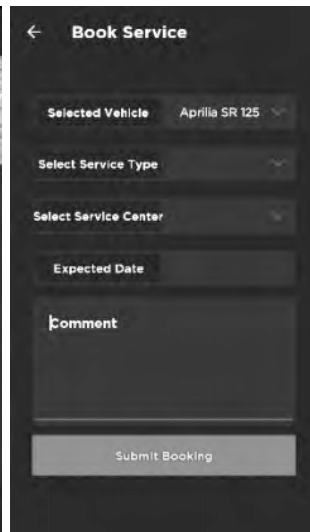 ← Book Service
Selected Vehicle Aprilia SR 125
Select Service Type
Select Service Center
Expected Date
Comment
Submit Booking